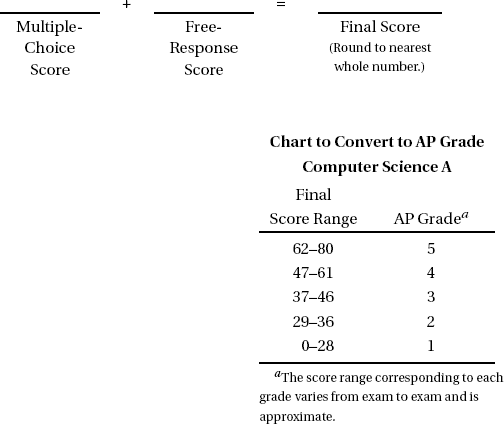 + =
Multiple- Free- Final Score
Choice Response (Round to nearest
Score Score whole number.)
Chart to Convert to AP Grade
Computer Science A
Final
Score Range AP Gradeᵃ
62–80 5
47–61 4
37–46 3
29–36 2
0–28 1
ᵃThe score range corresponding to each
grade varies from exam to exam and is
approximate.